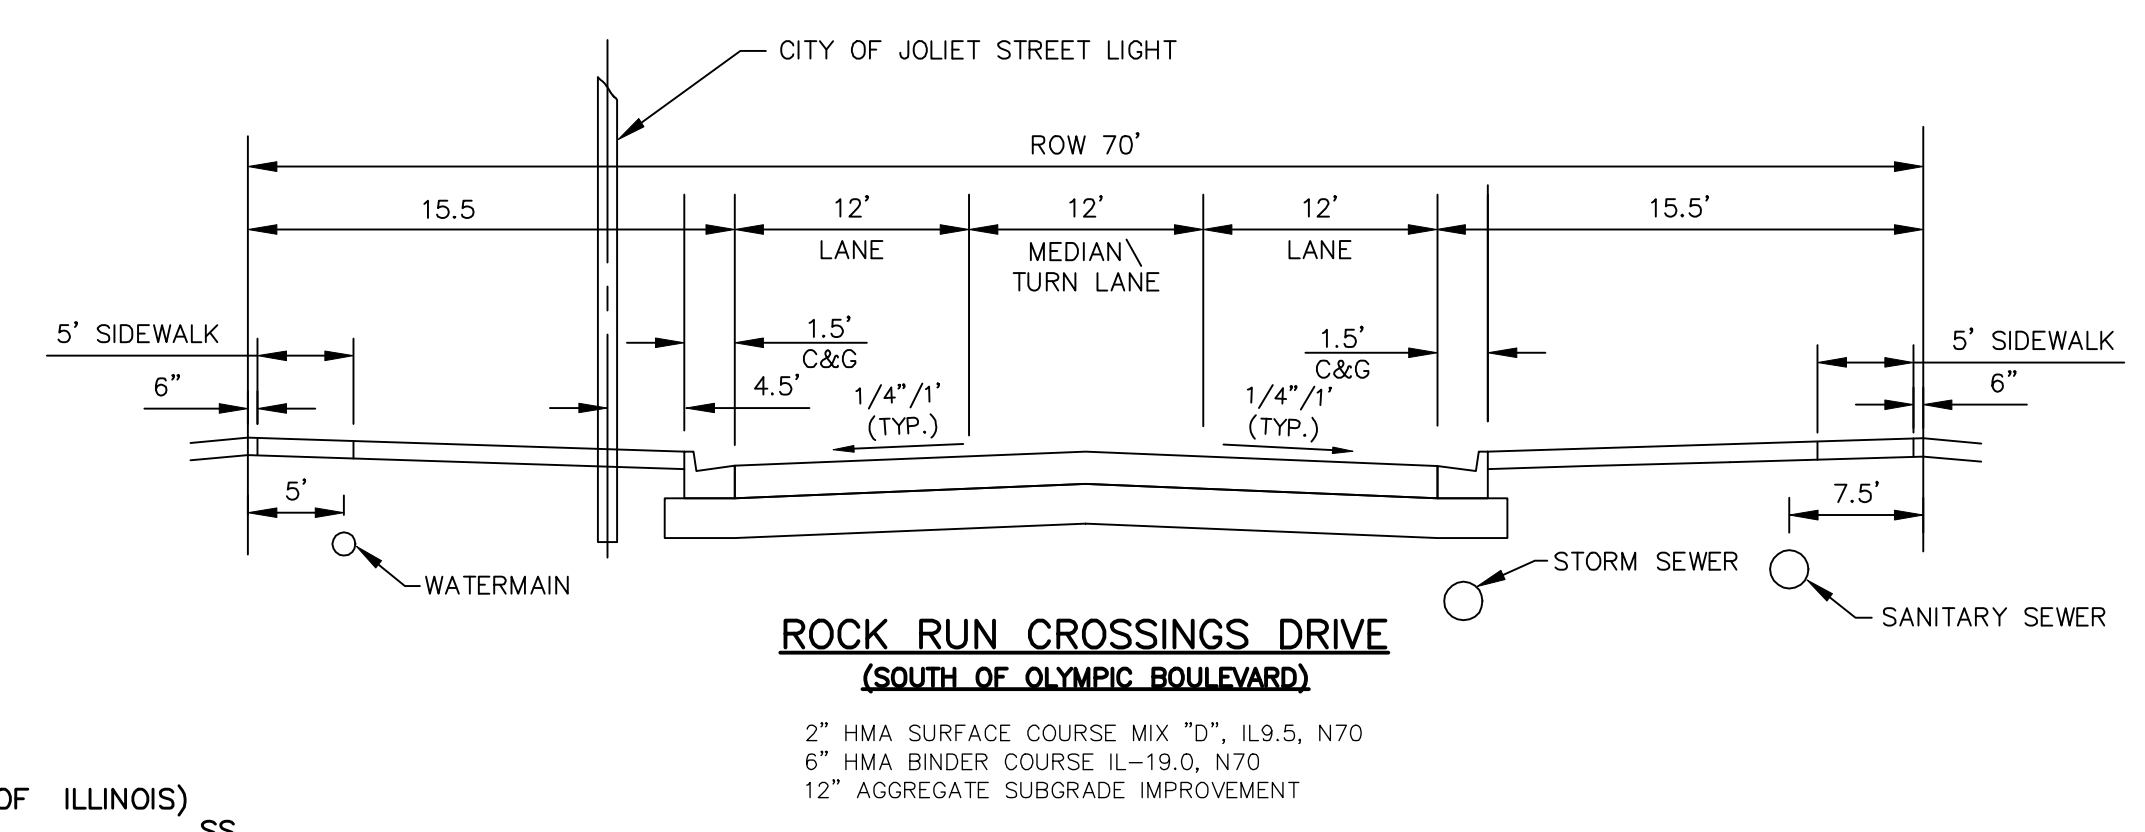 CITY OF JOLIET STREET LIGHT
ROW 70'
15.5
12'
12'
12'
15.5'
LANE
MEDIAN\
TURN LANE
LANE
5' SIDEWALK
1.5'
C&G
1.5'
C&G
5' SIDEWALK
6"
4.5'
1/4"/1'
(TYP.)
1/4"/1'
(TYP.)
6"
5'
7.5'
WATERMAIN
STORM SEWER
SANITARY SEWER
ROCK RUN CROSSINGS DRIVE
(SOUTH OF OLYMPIC BOULEVARD)
2" HMA SURFACE COURSE MIX "D", IL9.5, N70
6" HMA BINDER COURSE IL-19.0, N70
12" AGGREGATE SUBGRADE IMPROVEMENT
OF ILLINOIS)
SS